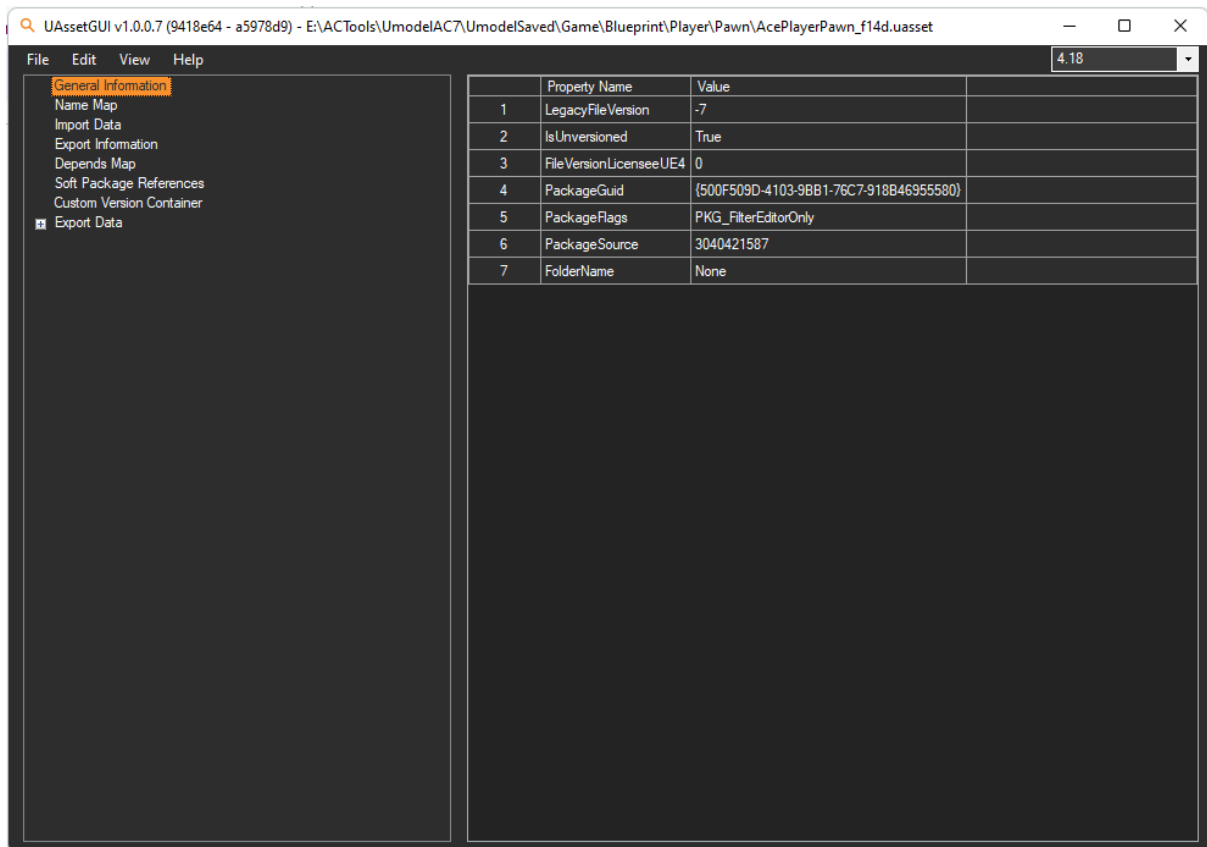 UAssetGUI v1.0.0.7 (9418e64 - a5978d9) - E:\ACTools\UmodelAC7\UmodelSaved\Game\Blueprint\Player\Pawn\AcePlayerPawn_f14d.uasset
File Edit View Help 4.18
General Information
Name Map
Import Data
Export Information
Depends Map
Soft Package References
Custom Version Container
Export Data
Property Name Value
1 LegacyFileVersion -7
2 IsUnversioned True
3 FileVersionLicenseeUE4 0
4 PackageGuid {500F509D-4103-9BB1-76C7-918B46955580}
5 PackageFlags PKG_FilterEditorOnly
6 PackageSource 3040421587
7 FolderName None